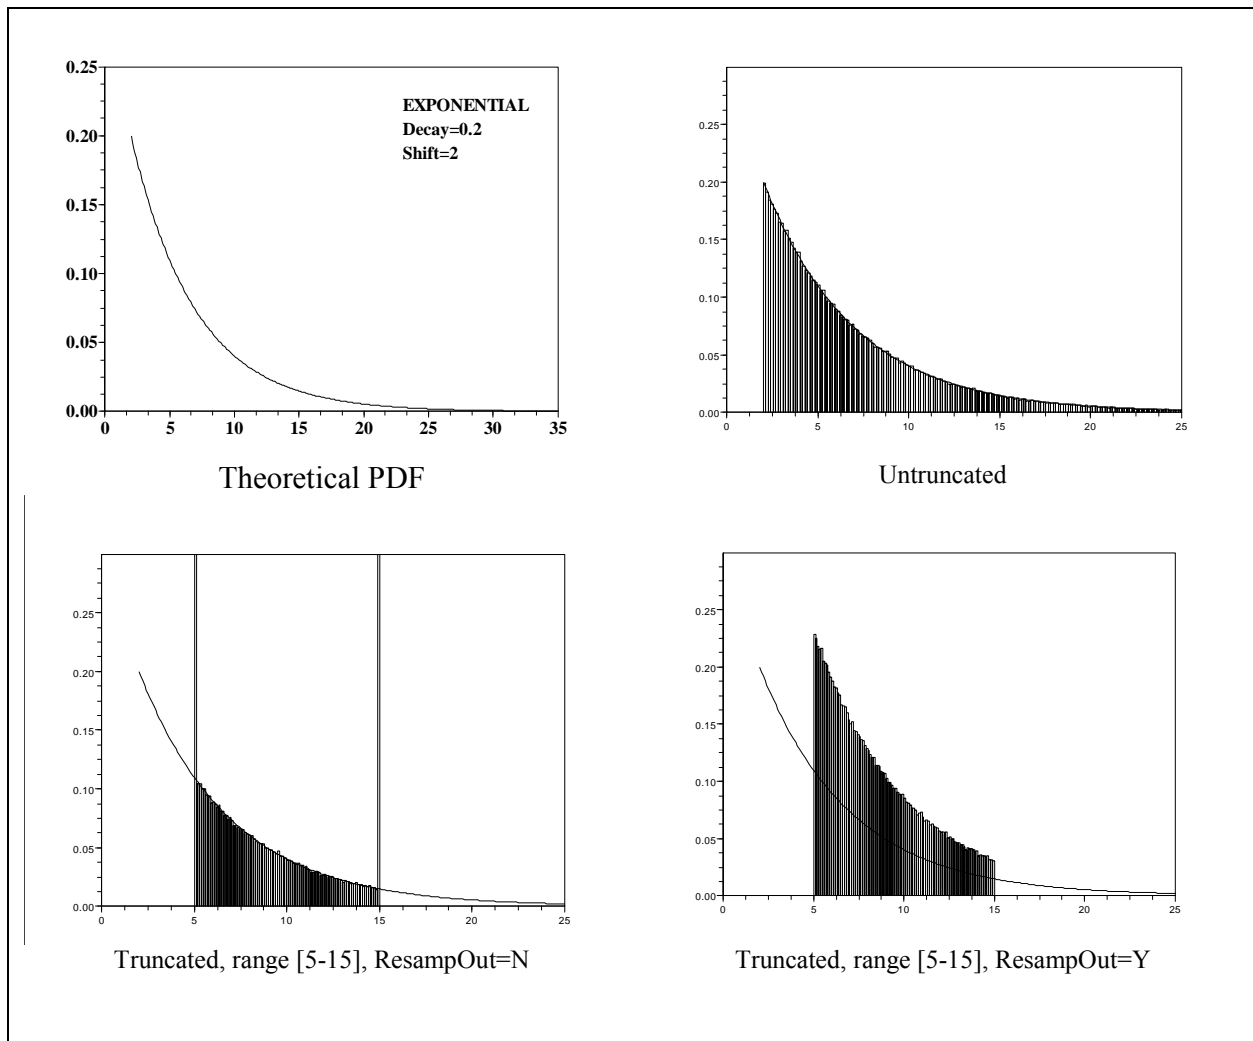 0.25
0.20
0.15
0.10
0.05
0.00
0 5 10 15 20 25 30 35
EXPONENTIAL
Decay=0.2
Shift=2
Theoretical PDF
0.25
0.20
0.15
0.10
0.05
0.00
0 5 10 15 20 25
Untruncated
0.25
0.20
0.15
0.10
0.05
0.00
0 5 10 15 20 25
Truncated, range [5-15], ResampOut=N
0.25
0.20
0.15
0.10
0.05
0.00
0 5 10 15 20 25
Truncated, range [5-15], ResampOut=Y